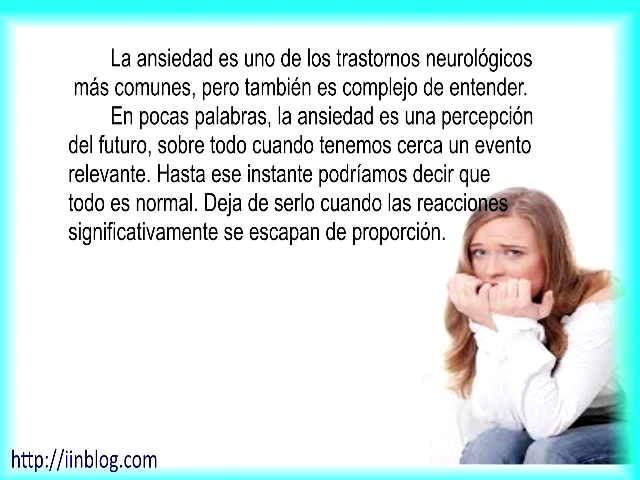 La ansiedad es uno de los trastornos neurológicos
más comunes, pero también es complejo de entender.
En pocas palabras, la ansiedad es una percepción
del futuro, sobre todo cuando tenemos cerca un evento
relevante. Hasta ese instante podríamos decir que
todo es normal. Deja de serlo cuando las reacciones
significativamente se escapan de proporción.
http://iinblog.com